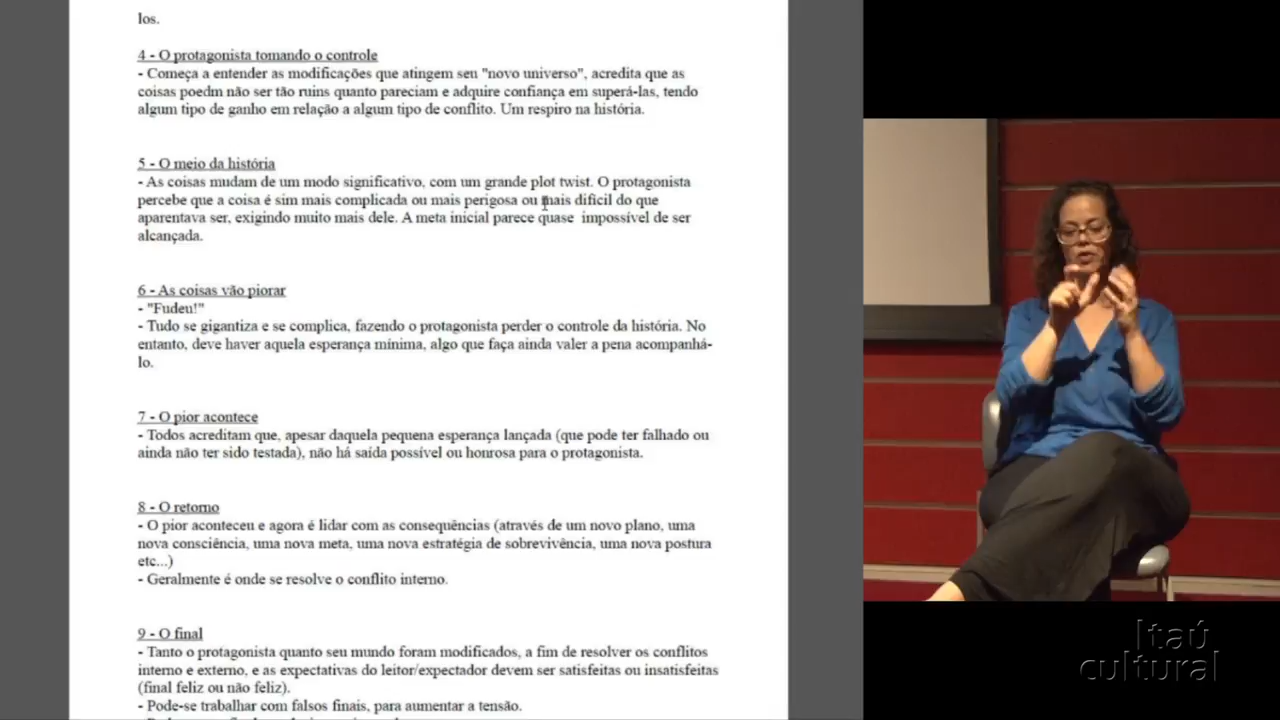 los.
4 - O protagonista tomando o controle
- Começa a entender as modificações que atingem seu "novo universo", acredita que as
coisas poedm não ser tão ruins quanto pareciam e adquire confiança em superá-las, tendo
algum tipo de ganho em relação a algum tipo de conflito. Um respiro na história.
5 - O meio da história
- As coisas mudam de um modo significativo, com um grande plot twist. O protagonista
percebe que a coisa é sim mais complicada ou mais perigosa ou mais dificil do que
aparentava ser, exigindo muito mais dele. A meta inicial parece quase  impossível de ser
alcançada.
6 - As coisas vão piorar
- "Fudeu!"
- Tudo se gigantiza e se complica, fazendo o protagonista perder o controle da história. No
entanto, deve haver aquela esperança mínima, algo que faça ainda valer a pena acompanhá-
lo.
7 - O pior acontece
- Todos acreditam que, apesar daquela pequena esperança lançada (que pode ter falhado ou
ainda não ter sido testada), não há saída possível ou honrosa para o protagonista.
8 - O retorno
- O pior aconteceu e agora é lidar com as consequências (através de um novo plano, uma
nova consciência, uma nova meta, uma nova estratégia de sobrevivência, uma nova postura
etc...)
- Geralmente é onde se resolve o conflito interno.
9 - O final
- Tanto o protagonista quanto seu mundo foram modificados, a fim de resolver os conflitos
interno e externo, e as expectativas do leitor/expectador devem ser satisfeitas ou insatisfeitas
(final feliz ou não feliz).
- Pode-se trabalhar com falsos finais, para aumentar a tensão.
Itaú
cultural